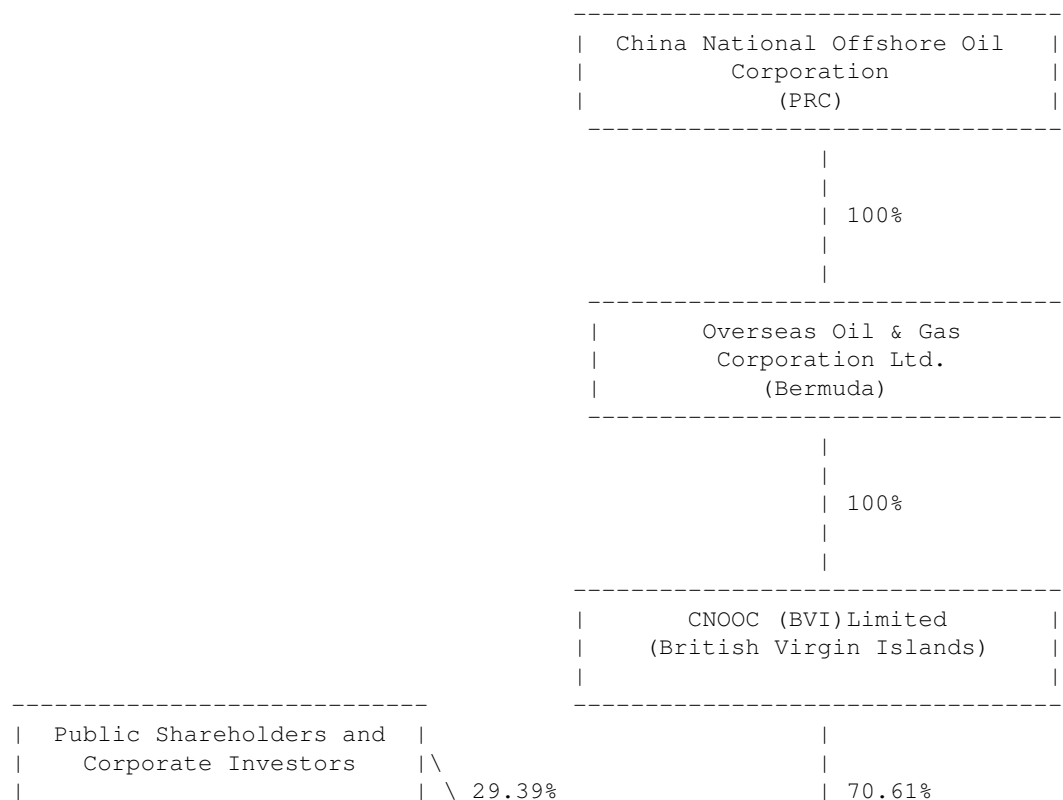 China National Offshore Oil
Corporation
(PRC)
100%
Overseas Oil & Gas
Corporation Ltd.
(Bermuda)
100%
CNOOC (BVI)Limited
(British Virgin Islands)
Public Shareholders and
Corporate Investors
29.39%
70.61%